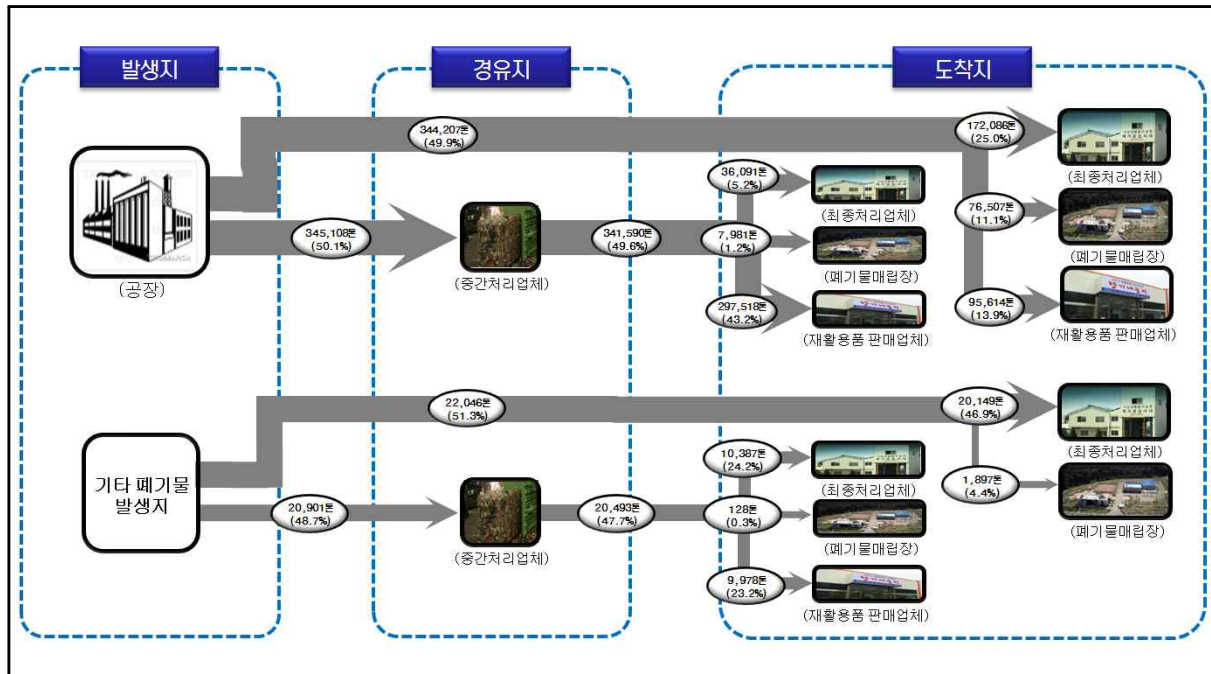 발생지
경유지
도착지
344,207톤
(49.9%)
172,086톤
(25.0%)
(최종처리업체)
36,091톤
(5.2%)
(최종처리업체)
76,507톤
(11.1%)
(폐기물매립장)
345,108톤
(50.1%)
341,590톤
(49.6%)
7,981톤
(1.2%)
(폐기물매립장)
(공장)
(중간처리업체)
297,518톤
(43.2%)
(재활용품 판매업체)
95,614톤
(13.9%)
(재활용품 판매업체)
22,046톤
(51.3%)
20,149톤
(46.9%)
(최종처리업체)
10,387톤
(24.2%)
(최종처리업체)
기타 폐기물
발생지
1,897톤
(4.4%)
(폐기물매립장)
20,901톤
(48.7%)
20,493톤
(47.7%)
128톤
(0.3%)
(폐기물매립장)
(중간처리업체)
9,978톤
(23.2%)
(재활용품 판매업체)